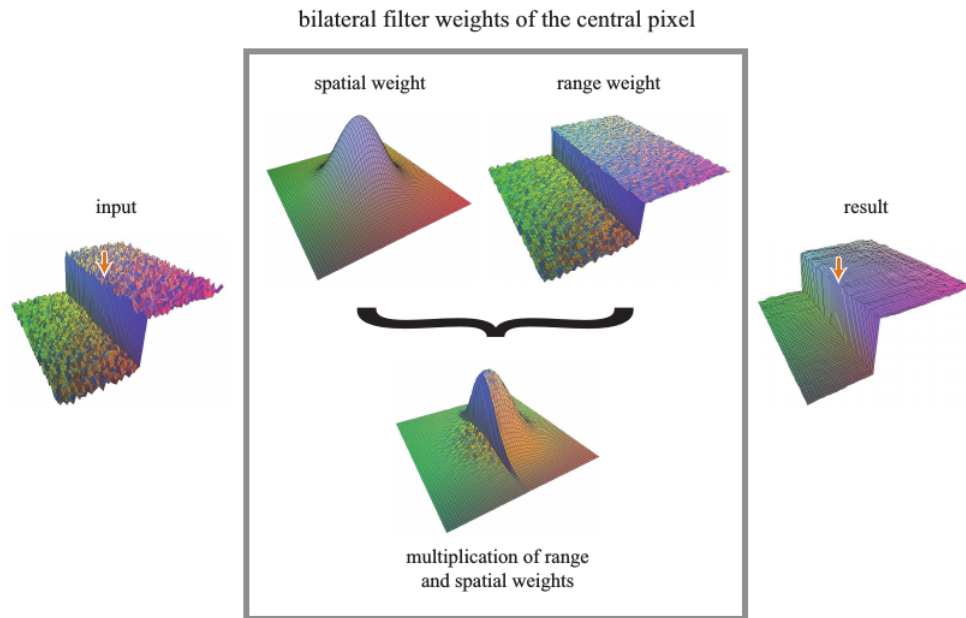 bilateral filter weights of the central pixel
spatial weight
range weight
input
result
multiplication of range
and spatial weights